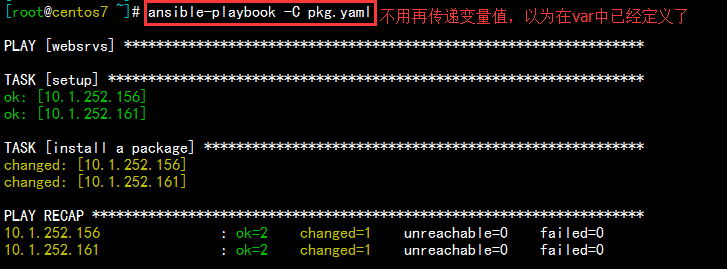 [root@centos7 ~]# ansible-playbook -C pkg.yaml 不用再传递变量值，以为在var中已经定义了
PLAY [websrvs] ******************************************************************
TASK [setup] ********************************************************************
ok: [10.1.252.156]
ok: [10.1.252.161]
TASK [install a package] ********************************************************
changed: [10.1.252.156]
changed: [10.1.252.161]
PLAY RECAP **********************************************************************
10.1.252.156 : ok=2 changed=1 unreachable=0 failed=0
10.1.252.161 : ok=2 changed=1 unreachable=0 failed=0